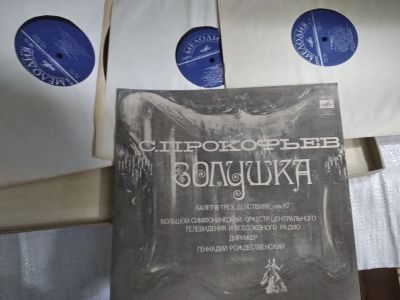 МЕЛОДИЯ
МЕЛОДИЯ
МЕЛОДИЯ
С.ПРОКОФЬЕВ
ЗОЛУШКА
БАЛЕТ В ТРЕХ ДЕЙСТВИЯХ, соч. 87
БОЛЬШОЙ СИМФОНИЧЕСКИЙ ОРКЕСТР ЦЕНТРАЛЬНОГО
ТЕЛЕВИДЕНИЯ И ВСЕСОЮЗНОГО РАДИО
ДИРИЖЕР
ГЕННАДИЙ РОЖДЕСТВЕНСКИЙ